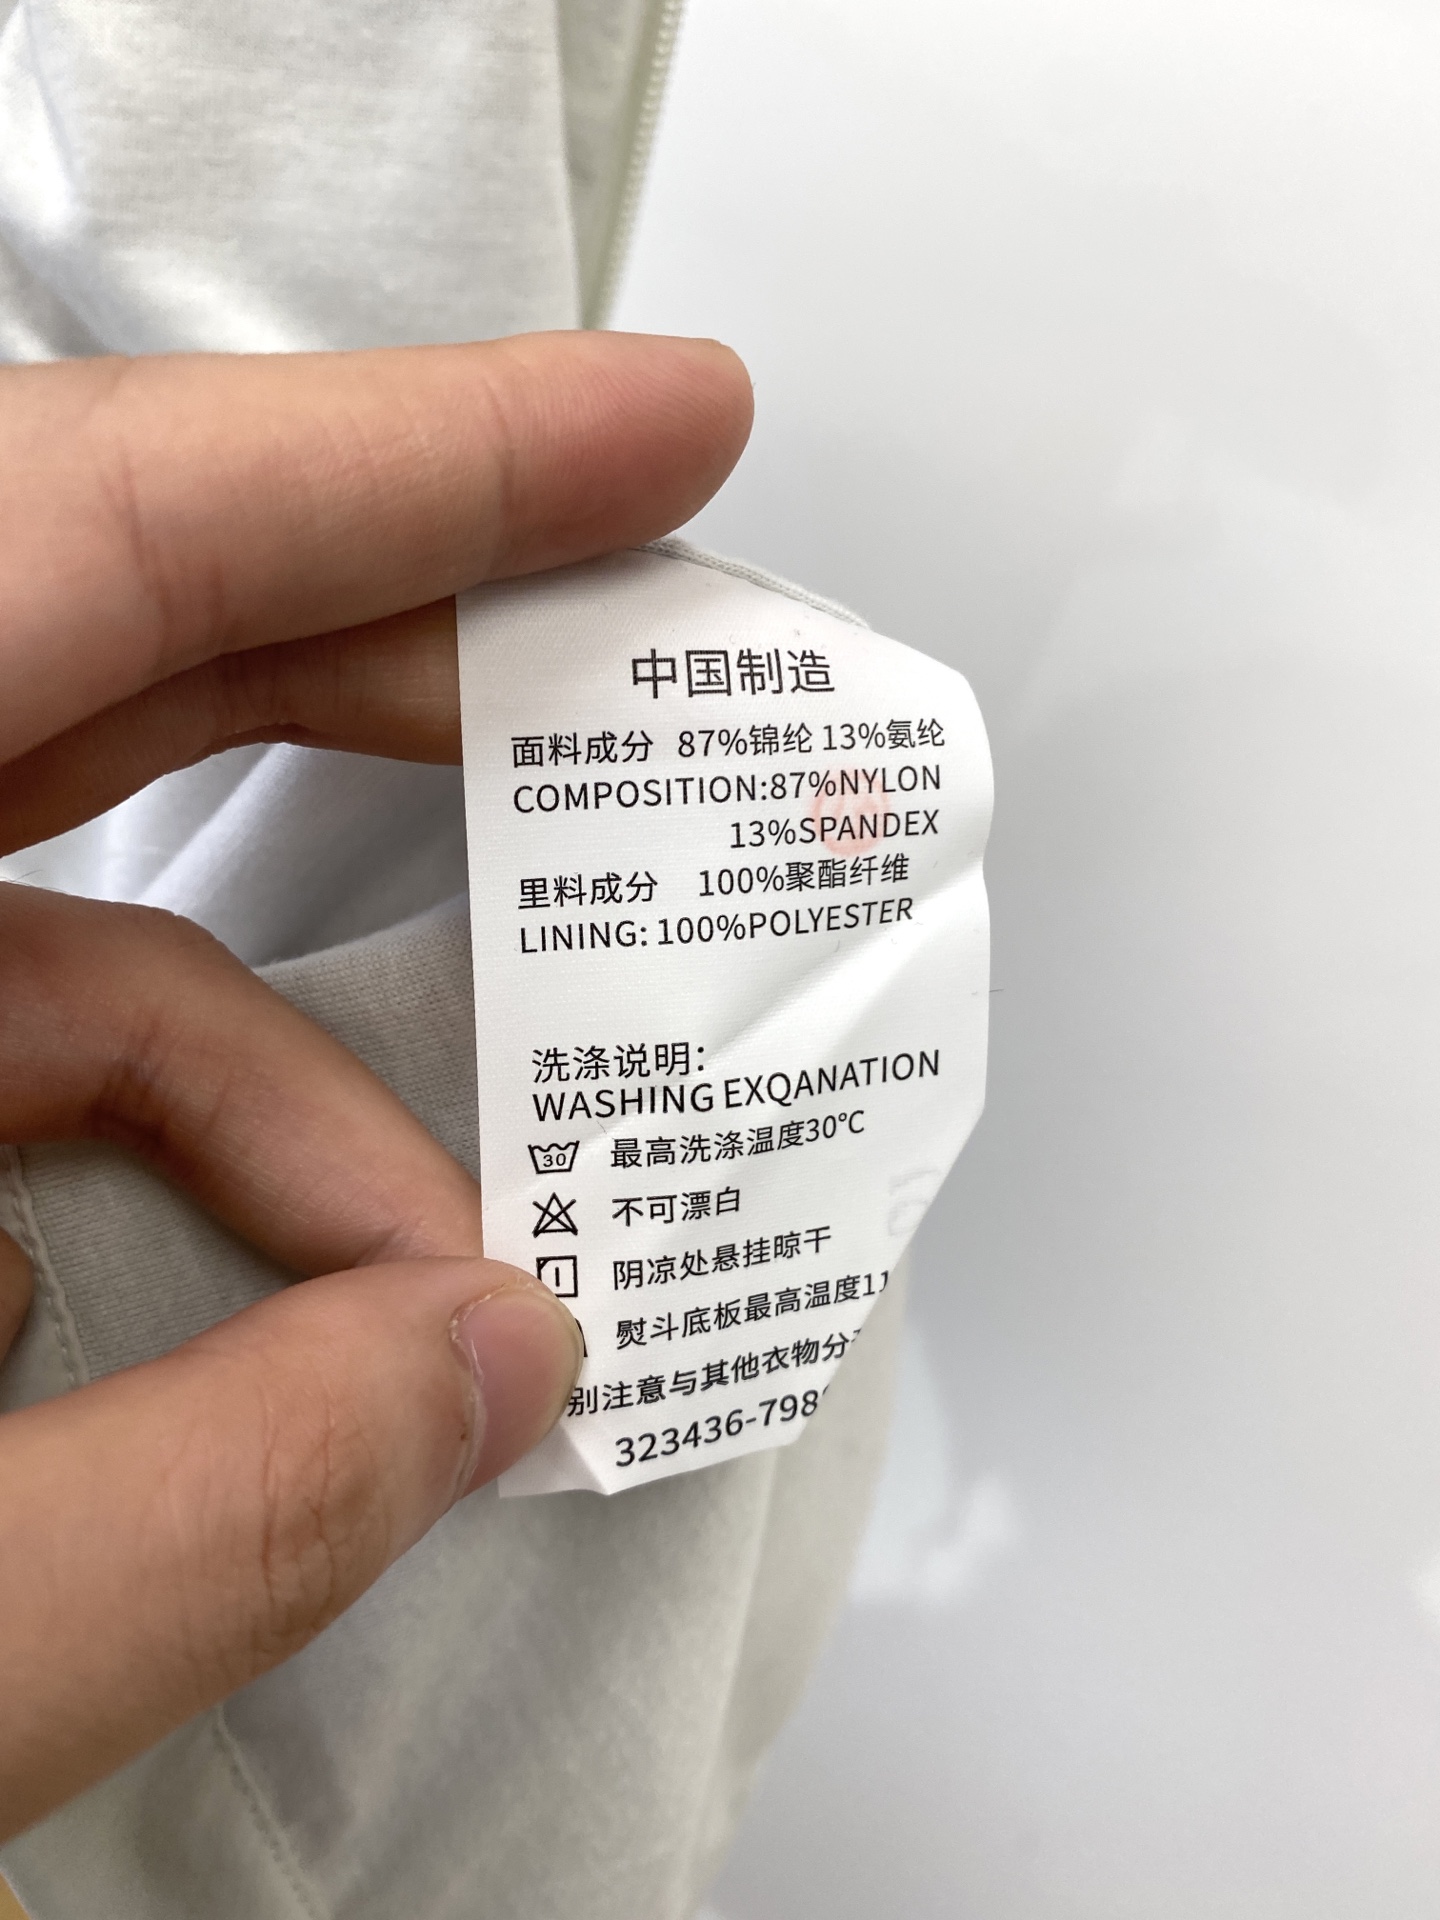 中国制造
面料成分 87%锦纶 13%氨纶
COMPOSITION:87%NYLON
13%SPANDEX
里料成分 100%聚酯纤维
LINING: 100%POLYESTER
洗涤说明:
WASHING EXQANATION
30 最高洗涤温度30℃
不可漂白
阴凉处悬挂晾干
熨斗底板最高温度11
别注意与其他衣物分
323436-798